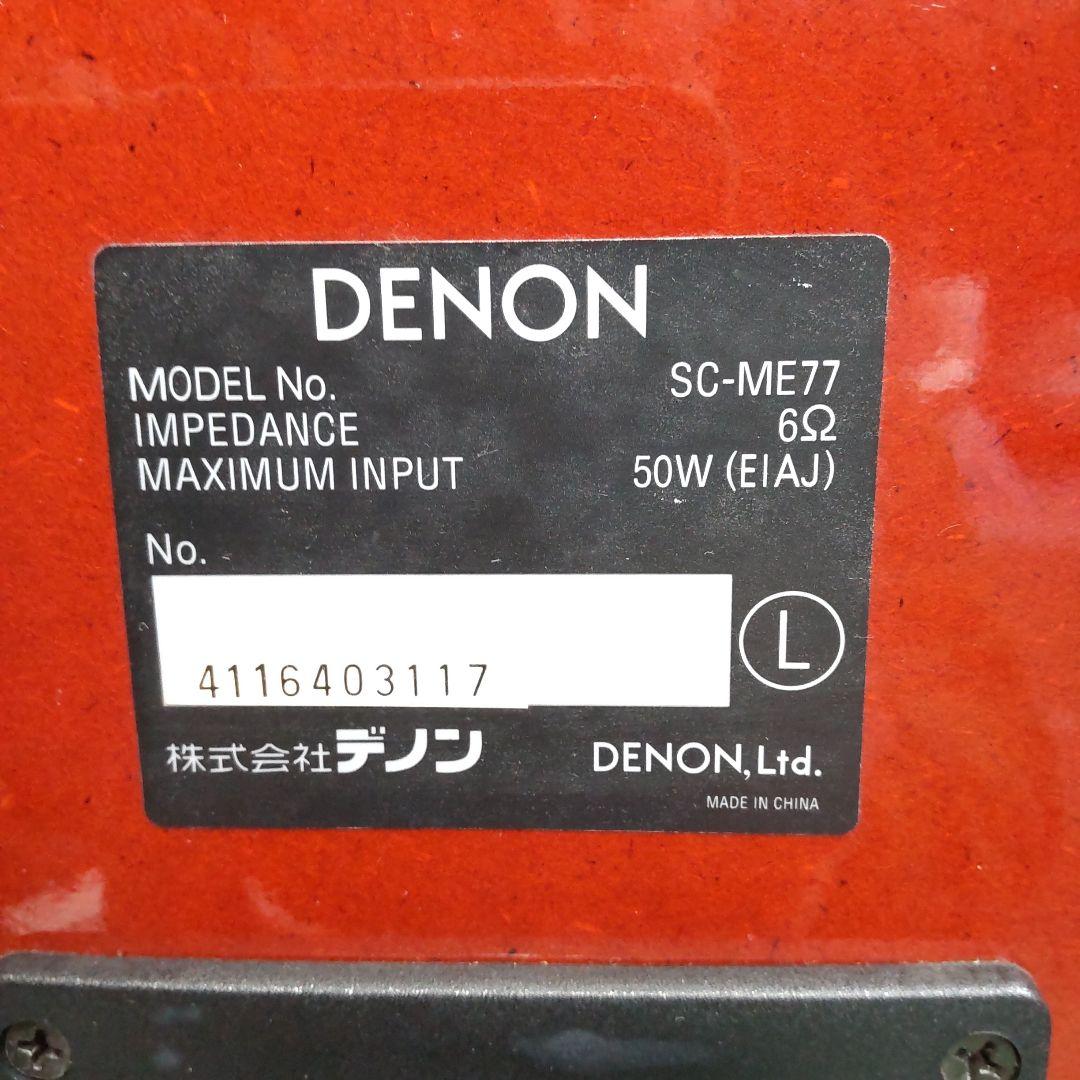 DENON
MODEL No. SC-ME77
IMPEDANCE 6Ω
MAXIMUM INPUT 50W (EIAJ)
No.
4116403117
L
株式会社デノン DENON, Ltd.
MADE IN CHINA